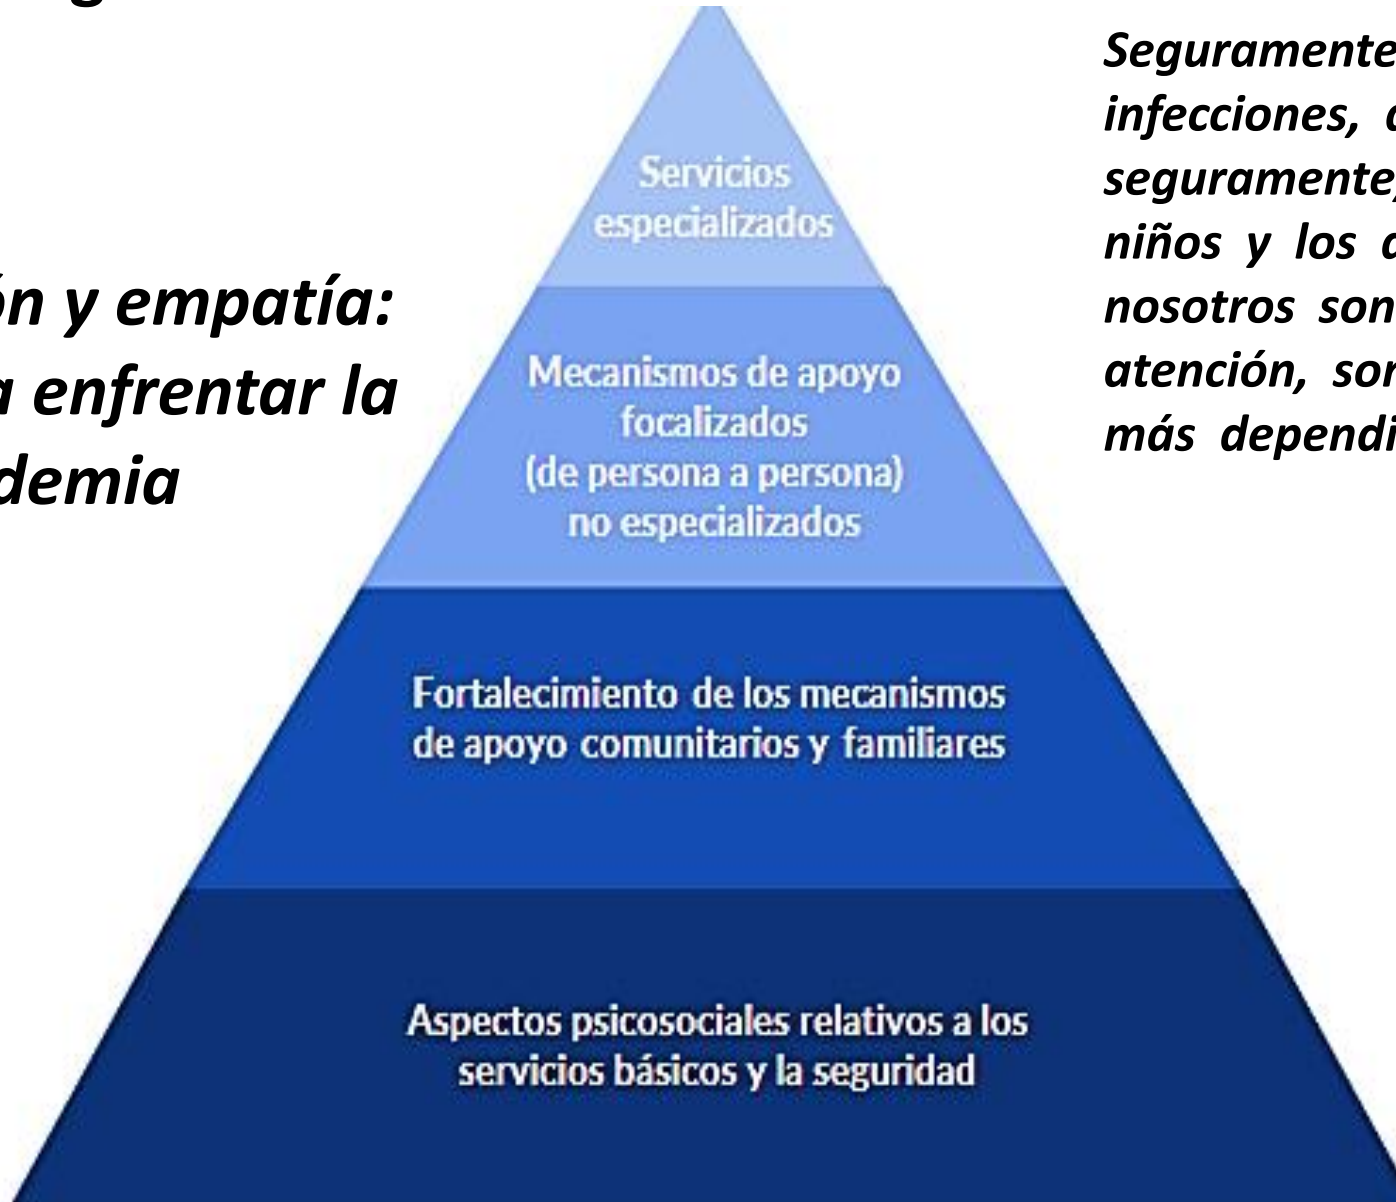 ón y empatía:
a enfrentar la
demia
Servicios
especializados
Mecanismos de apoyo
focalizados
(de persona a persona)
no especializados
Fortalecimiento de los mecanismos
de apoyo comunitarios y familiares
Aspectos psicosociales relativos a los
servicios básicos y la seguridad
Seguramente
infecciones,
seguramente,
niños y los
nosotros son
atención, son
más dependi